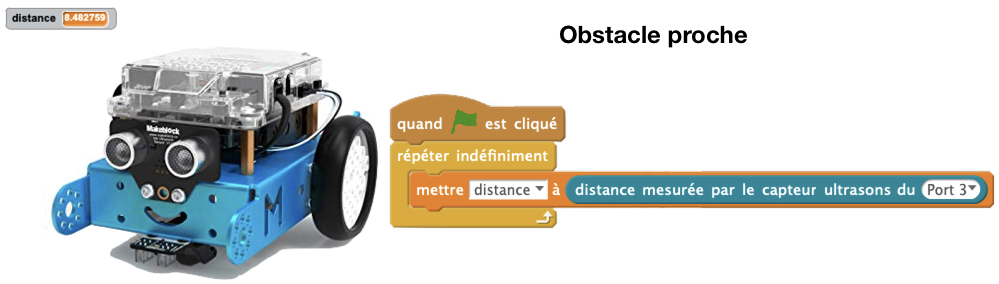 distance 8.482759
Obstacle proche
Makeblock
quand est cliqué
répéter indéfiniment
mettre distance à distance mesurée par le capteur ultrasons du Port 3